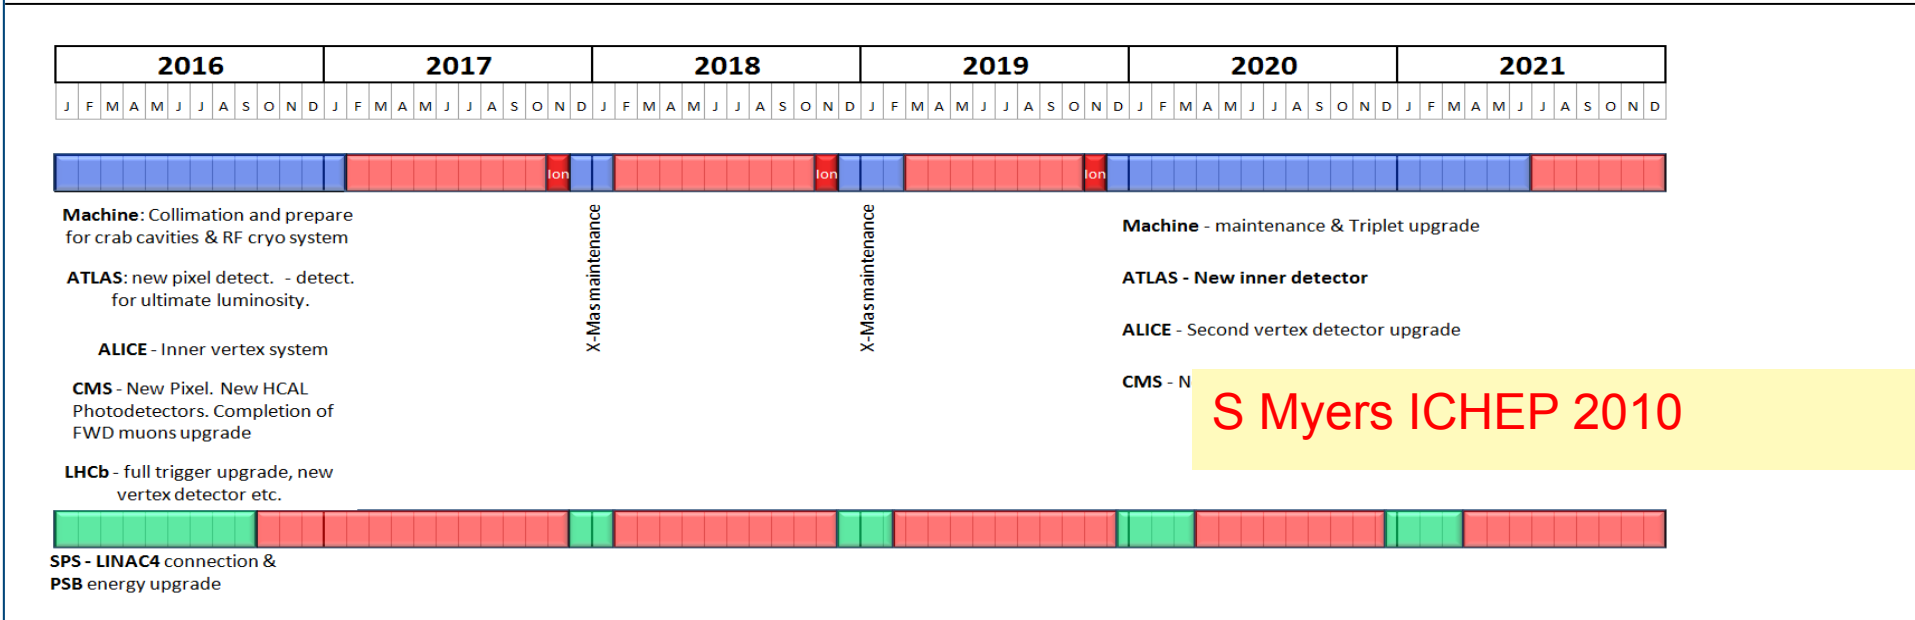 2016 2017 2018 2019 2020 2021
J F M A M J J A S O N D J F M A M J J A S O N D J F M A M J J A S O N D J F M A M J J A S O N D J F M A M J J A S O N D J F M A M J J A S O N D
Ion Ion Ion
Machine: Collimation and prepare
for crab cavities & RF cryo system
ATLAS: new pixel detect. - detect.
for ultimate luminosity.
ALICE - Inner vertex system
CMS - New Pixel. New HCAL
Photodetectors. Completion of
FWD muons upgrade
LHCb - full trigger upgrade, new
vertex detector etc.
X-Mas maintenance
X-Mas maintenance
Machine - maintenance & Triplet upgrade
ATLAS - New inner detector
ALICE - Second vertex detector upgrade
CMS - N
S Myers ICHEP 2010
SPS - LINAC4 connection &
PSB energy upgrade